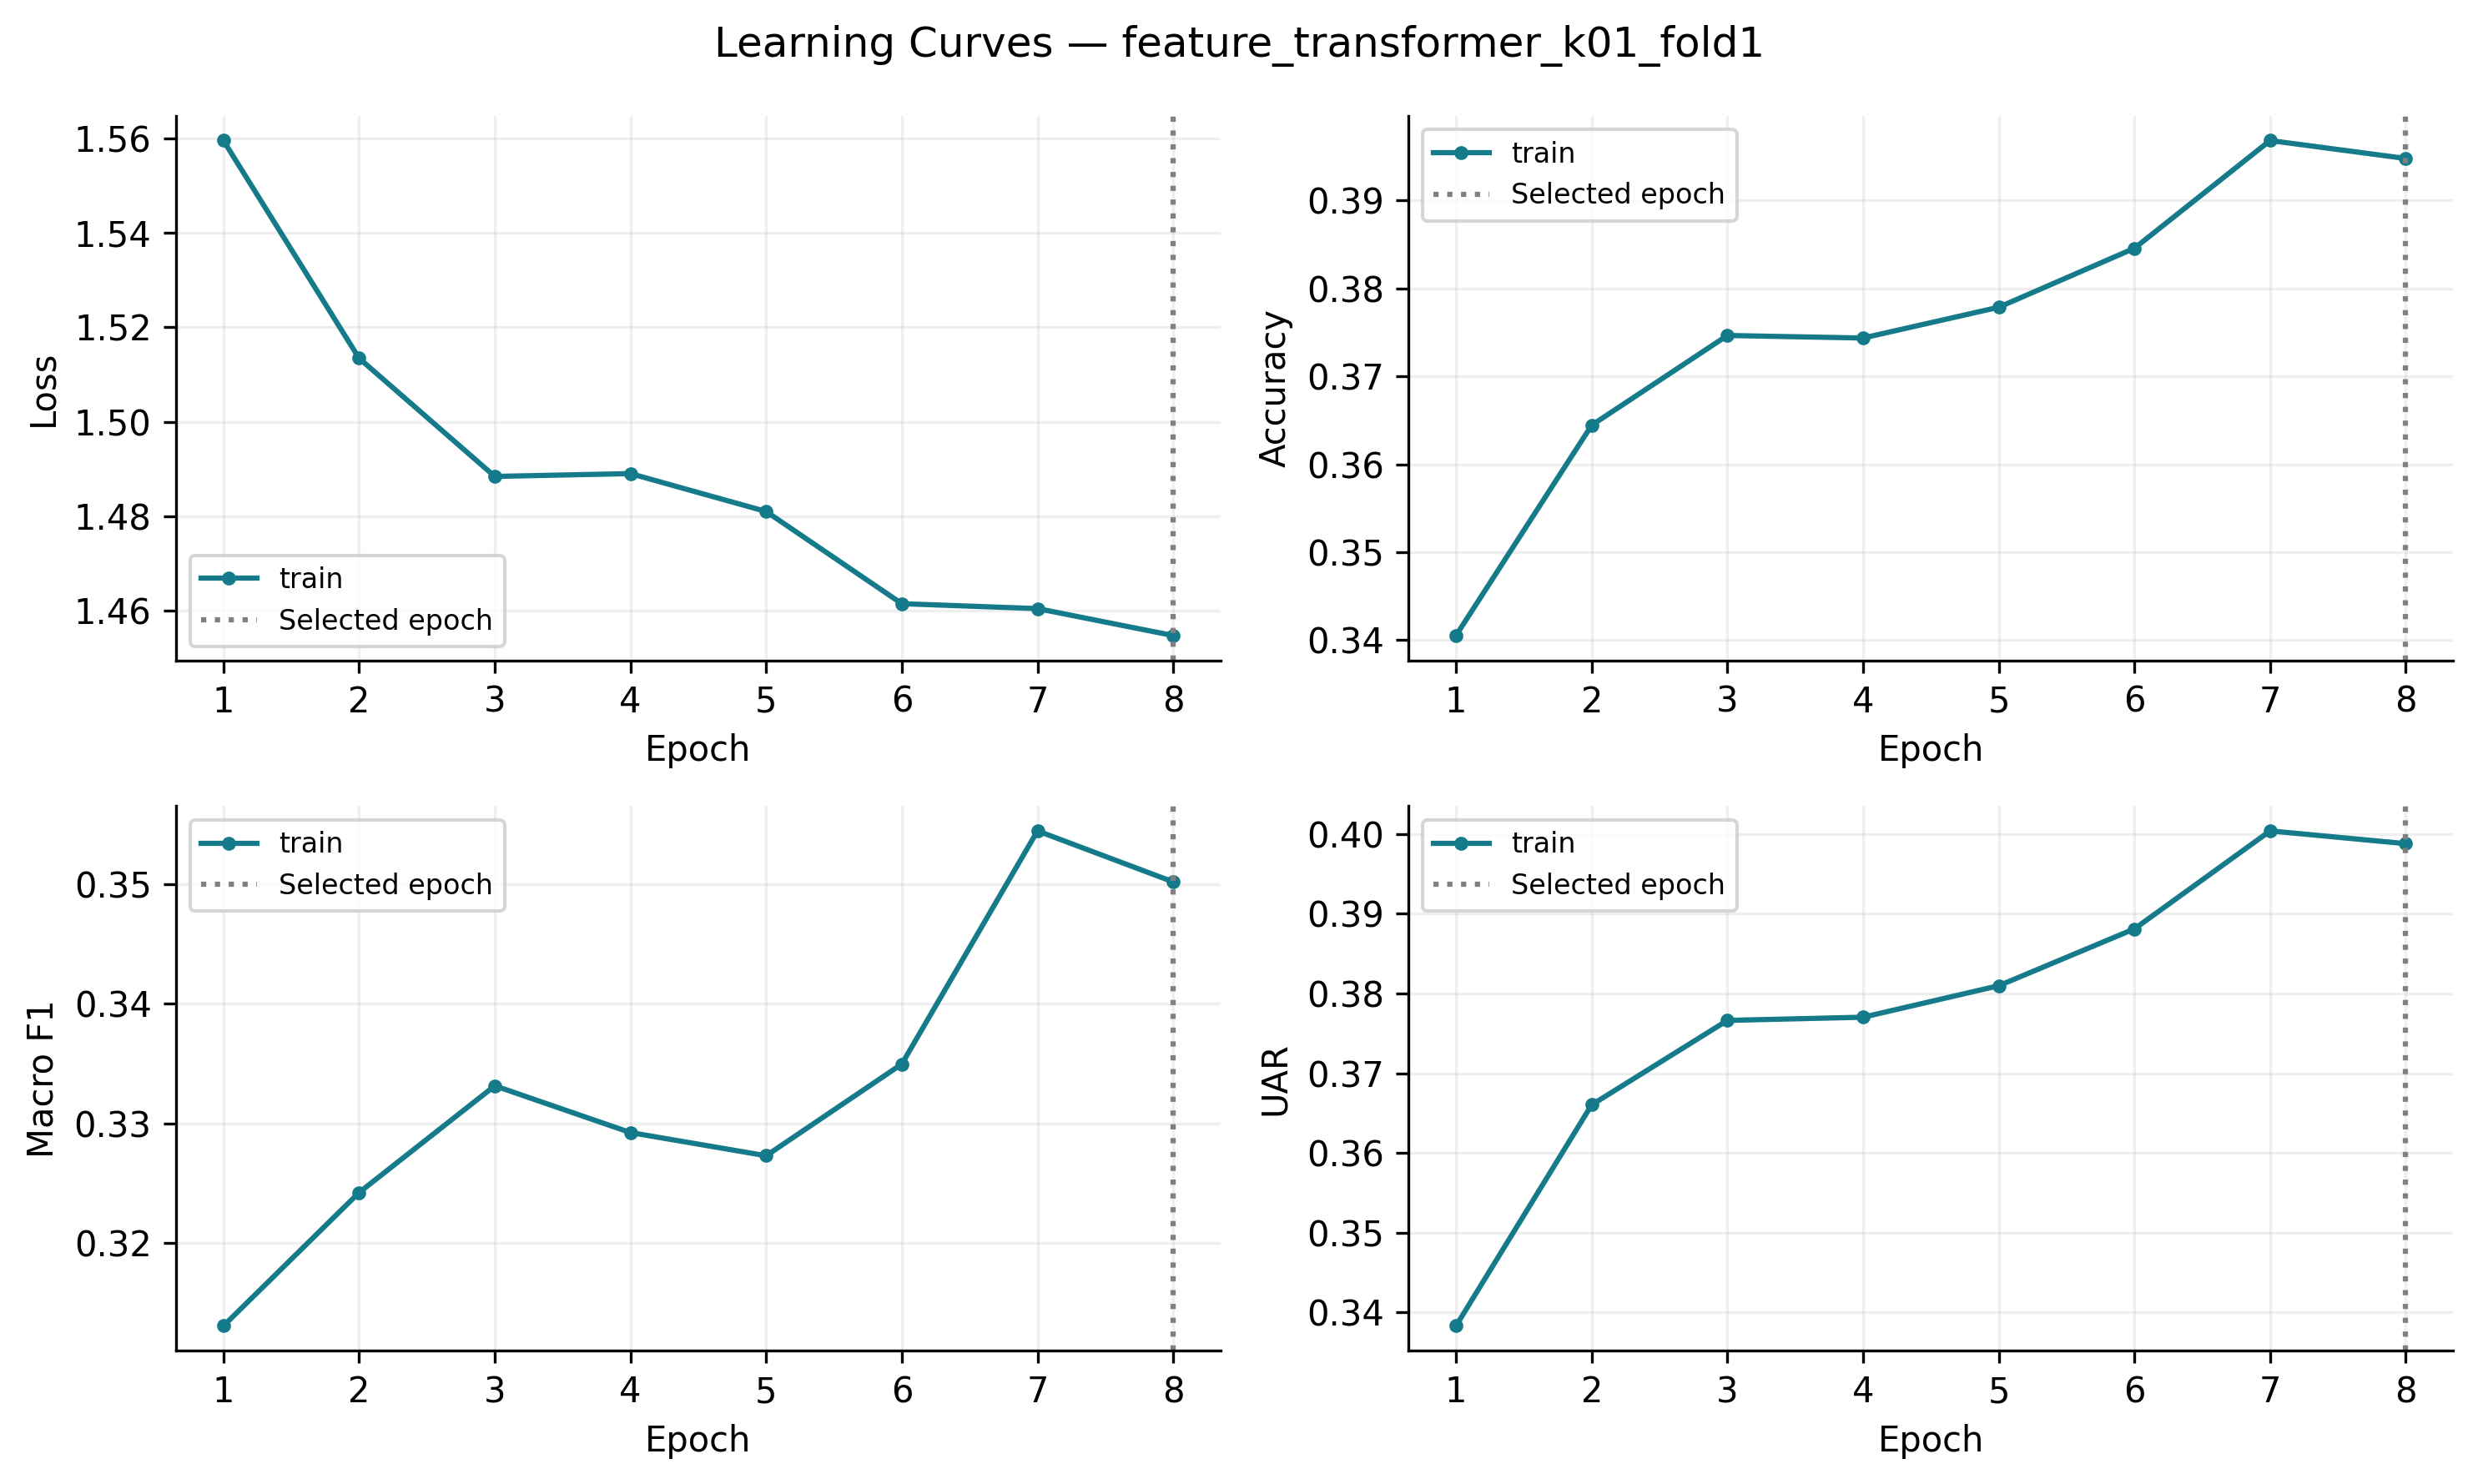 Learning Curves — feature_transformer_k01_fold1
1.56
1.54
1.52
1.50
1.48
1.46
Loss
train
Selected epoch
1 2 3 4 5 6 7 8
Epoch
0.39
0.38
0.37
0.36
0.35
0.34
Accuracy
train
Selected epoch
1 2 3 4 5 6 7 8
Epoch
0.35
0.34
0.33
0.32
Macro F1
train
Selected epoch
1 2 3 4 5 6 7 8
Epoch
0.40
0.39
0.38
0.37
0.36
0.35
0.34
UAR
train
Selected epoch
1 2 3 4 5 6 7 8
Epoch